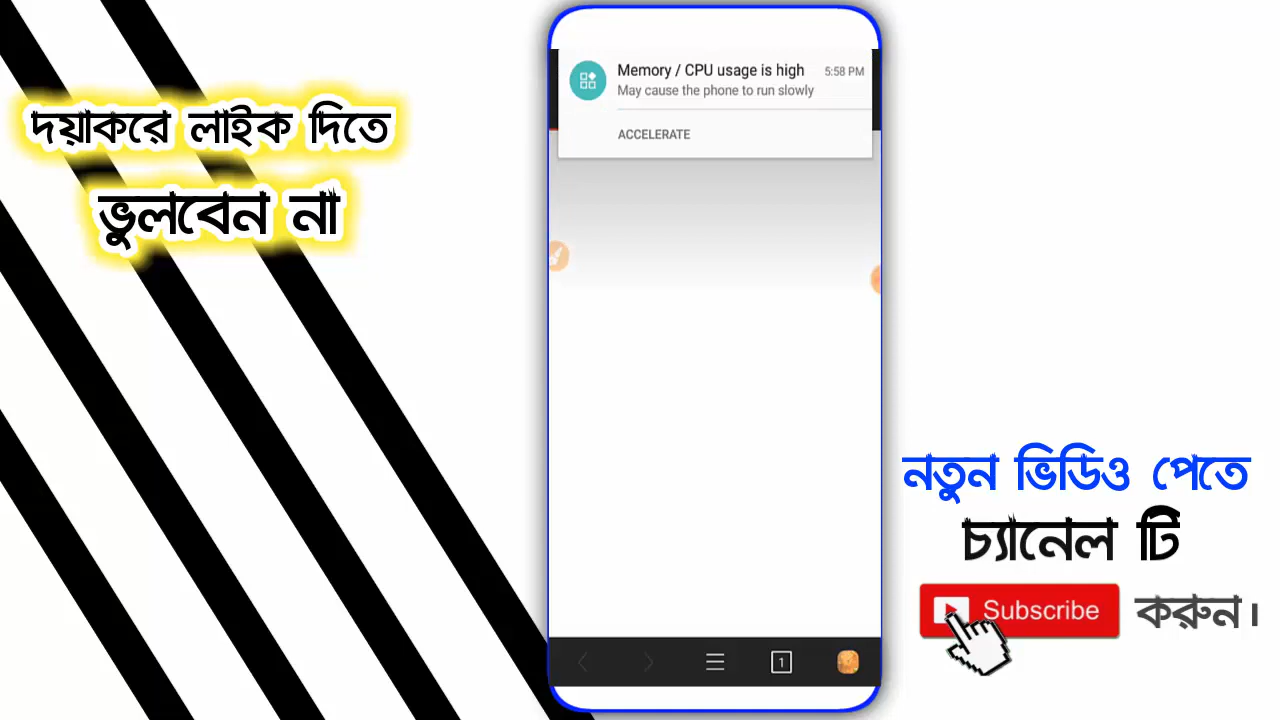 দয়াকরে লাইক দিতে
ভুলবেন না
Memory / CPU usage is high 5:58 PM
May cause the phone to run slowly
ACCELERATE
নতুন ভিডিও পেতে
চ্যানেল টি
Subscribe করুন।
1